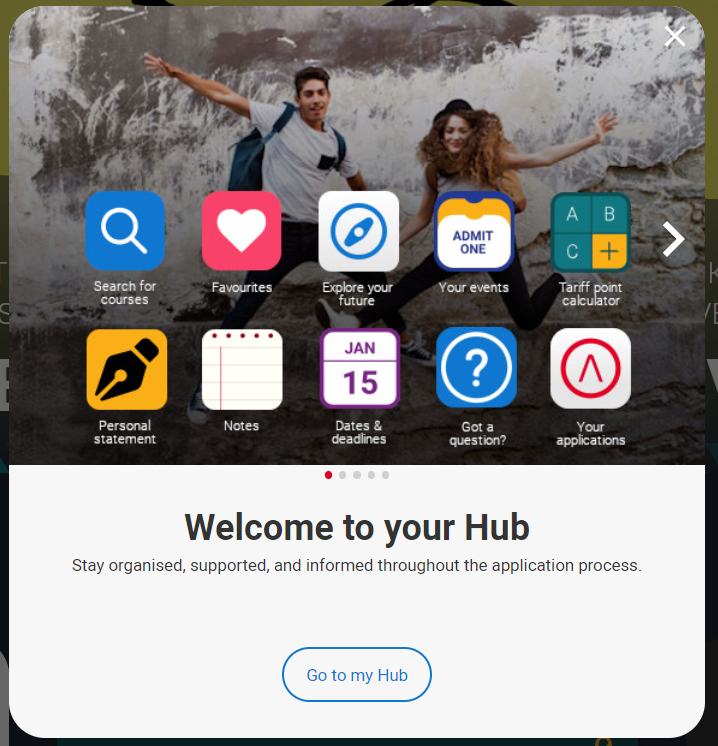 ADMIT
ONE
A B
C +
Search for
courses
Favourites
Explore your
future
Your events
Tariff point
calculator
JAN
15
?
Personal
statement
Notes
Dates &
deadlines
Got a
question?
Your
applications
Welcome to your Hub
Stay organised, supported, and informed throughout the application process.
Go to my Hub